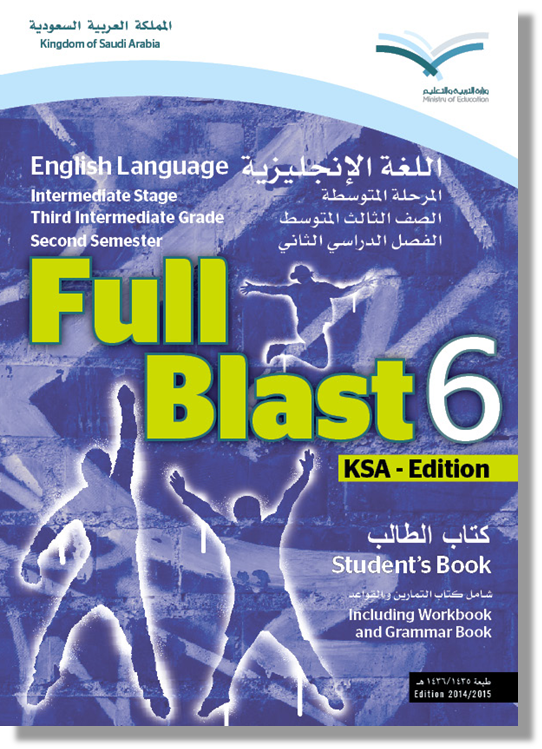 المملكة العربية السعودية
Kingdom of Saudi Arabia
وزارة التربية والتعليم
Ministry of Education
English Language اللغة الإنجليزية
Intermediate Stage المرحلة المتوسطة
Third Intermediate Grade الصف الثالث المتوسط
Second Semester الفصل الدراسي الثاني
Full
Blast 6
KSA - Edition
كتاب الطالب
Student's Book
شامل كتاب التمارين والقواعد
Including Workbook
and Grammar Book
طبعة ١٤٣٦/١٤٣٥ هـ
Edition 2014/2015